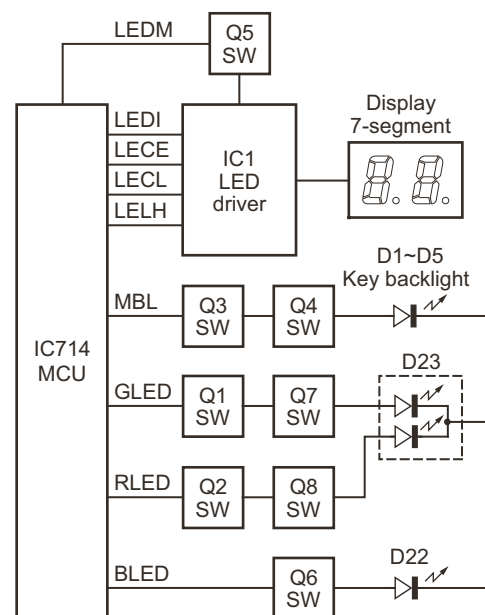 LEDM
Q5
SW
Display
7-segment
LEDI
LECE
LECL
LELH
IC1
LED
driver
8.8.
D1~D5
Key backlight
MBL
Q3
SW
Q4
SW
IC714
MCU
D23
GLED
Q1
SW
Q7
SW
RLED
Q2
SW
Q8
SW
D22
BLED
Q6
SW